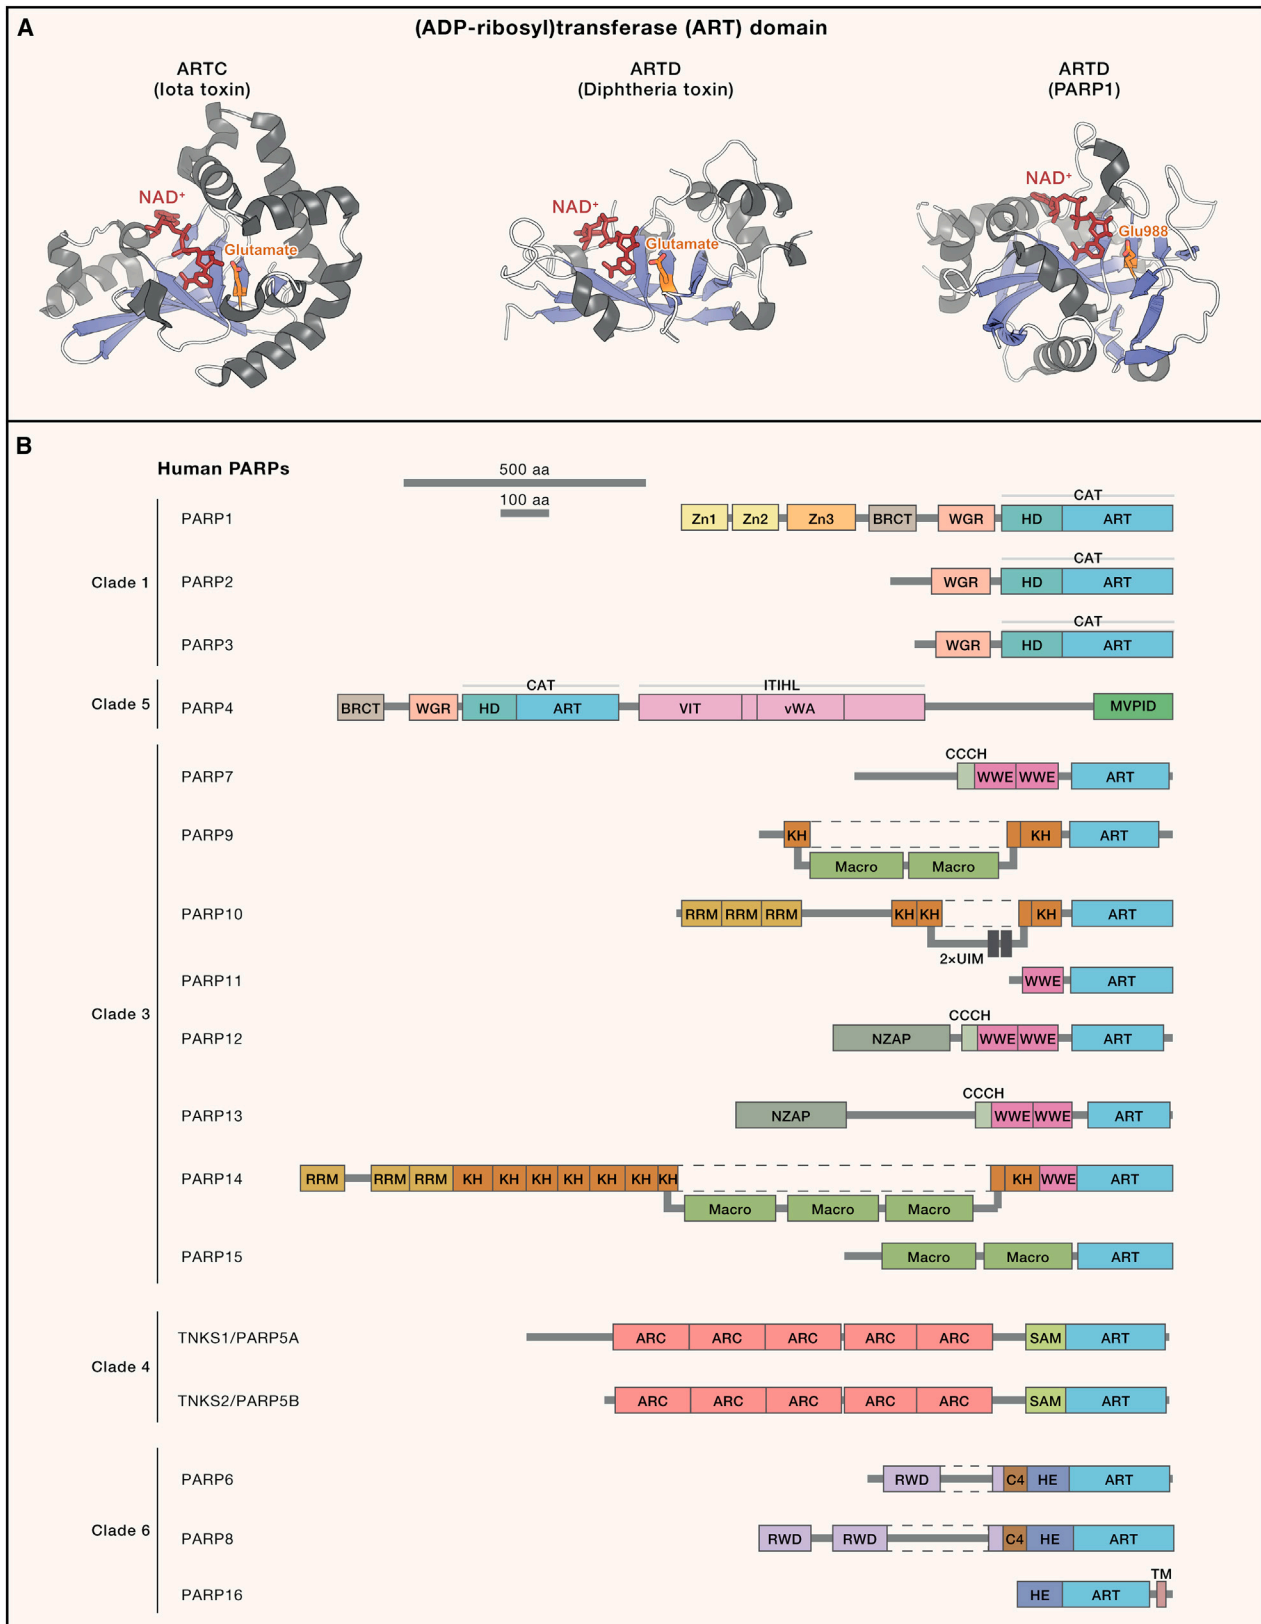 A
(ADP-ribosyl)transferase (ART) domain
ARTC
(Iota toxin)
ARTD
(Diphtheria toxin)
ARTD
(PARP1)
NAD+
Glutamate
NAD+
Glutamate
NAD+
Glu988
B
Human PARPs
500 aa
100 aa
Clade 1
PARP1
Zn1 Zn2 Zn3 BRCT WGR CAT HD ART
PARP2
WGR CAT HD ART
PARP3
WGR CAT HD ART
Clade 5
PARP4
BRCT WGR CAT HD ART ITIHL VIT vWA MVPID
Clade 3
PARP7
CCCH WWE WWE ART
PARP9
KH Macro Macro KH ART
PARP10
RRM RRM RRM KH KH 2×UIM KH ART
PARP11
WWE ART
PARP12
NZAP CCCH WWE WWE ART
PARP13
NZAP CCCH WWE WWE ART
PARP14
RRM RRM RRM KH KH KH KH KH KH KH Macro Macro Macro KH WWE ART
PARP15
Macro Macro ART
Clade 4
TNKS1/PARP5A
ARC ARC ARC ARC ARC SAM ART
TNKS2/PARP5B
ARC ARC ARC ARC ARC SAM ART
Clade 6
PARP6
RWD C4 HE ART
PARP8
RWD RWD C4 HE ART
PARP16
HE ART TM